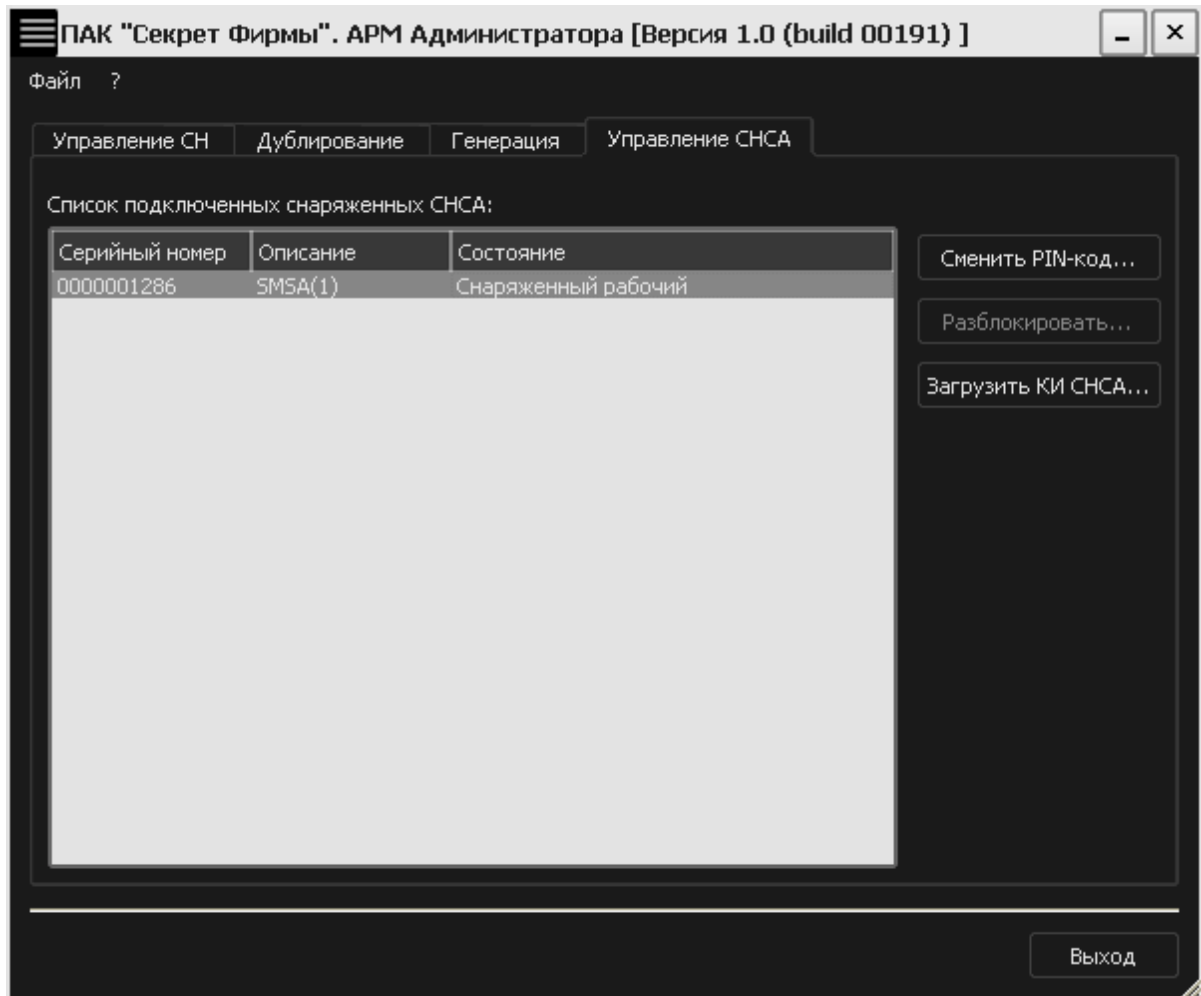 ПАК "Секрет Фирмы". АРМ Администратора [Версия 1.0 (build 00191) ]
Файл ?
Управление СН Дублирование Генерация Управление СНСА
Список подключенных снаряженных СНСА:
Серийный номер Описание Состояние
0000001286 SMSA(1) Снаряженный рабочий
Сменить PIN-код...
Разблокировать...
Загрузить КИ СНСА...
Выход